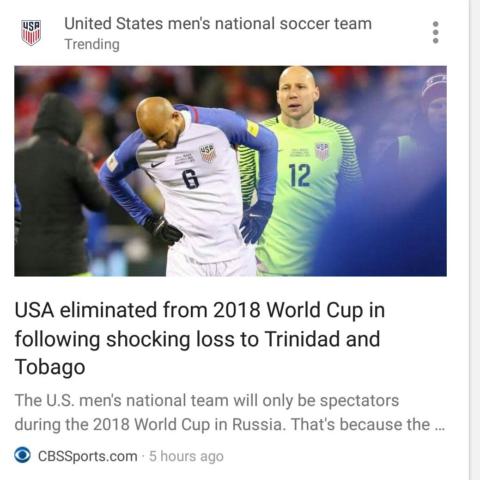 USA
United States men's national soccer team
Trending
USA
USA
6
12
USA eliminated from 2018 World Cup in
following shocking loss to Trinidad and
Tobago
The U.S. men's national team will only be spectators
during the 2018 World Cup in Russia. That's because the ...
CBSSports.com · 5 hours ago